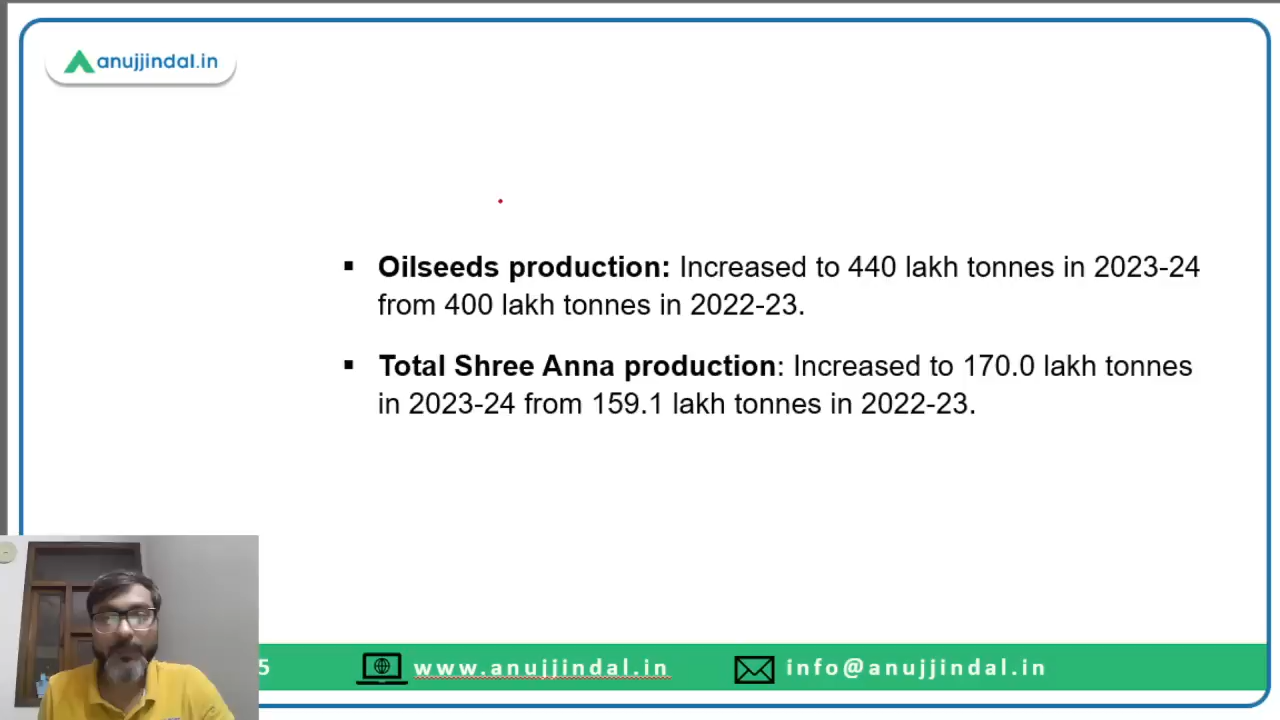 anujjindal.in
▪ Oilseeds production: Increased to 440 lakh tonnes in 2023-24
from 400 lakh tonnes in 2022-23.
▪ Total Shree Anna production: Increased to 170.0 lakh tonnes
in 2023-24 from 159.1 lakh tonnes in 2022-23.
5 www.anujjindal.in info@anujjindal.in